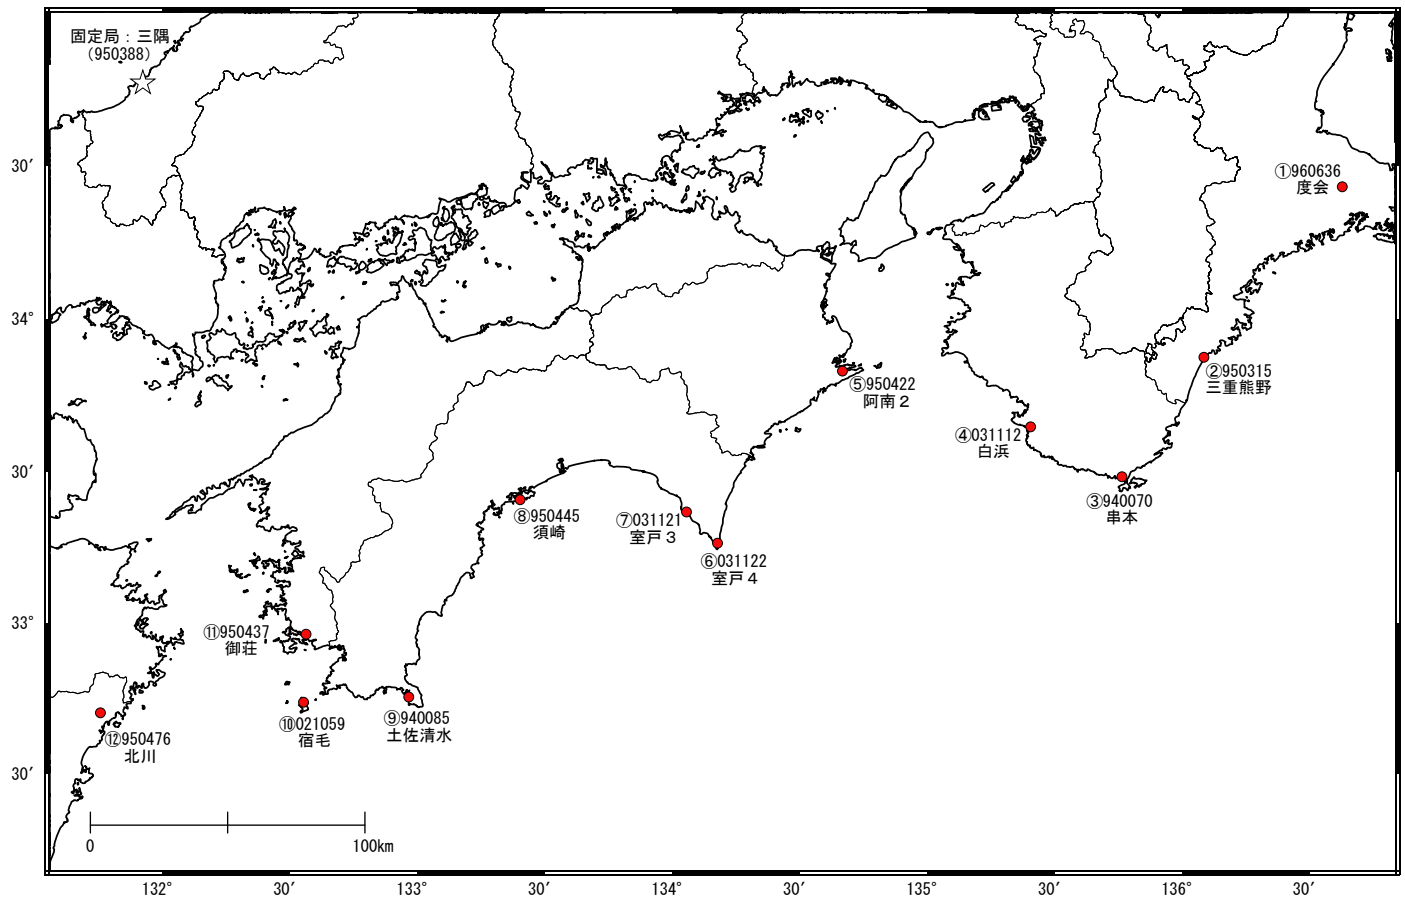 固定局：三隅
（950388）
①960636
度会
②950315
三重熊野
③940070
串本
④031112
白浜
⑤950422
阿南２
⑥031122
室戸４
⑦031121
室戸３
⑧950445
須崎
⑨940085
土佐清水
⑩021059
宿毛
⑪950437
御荘
⑫950476
北川
30′
34°
30′
33°
30′
0
100km
132°
30′
133°
30′
134°
30′
135°
30′
136°
30′